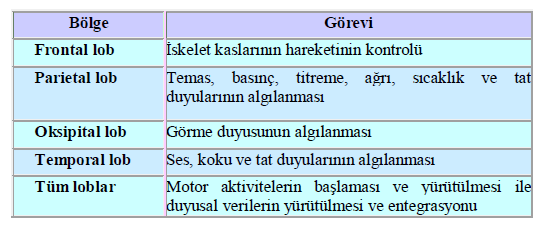 Bölge Görevi
Frontal lob İskelet kaslarının hareketinin kontrolü
Parietal lob Temas, basınç, titreme, ağrı, sıcaklık ve tat
duyularının algılanması
Oksipital lob Görme duyusunun algılanması
Temporal lob Ses, koku ve tat duyularının algılanması
Tüm loblar Motor aktivitelerin başlaması ve yürütülmesi ile
duyusal verilerin yürütülmesi ve entegrasyonu